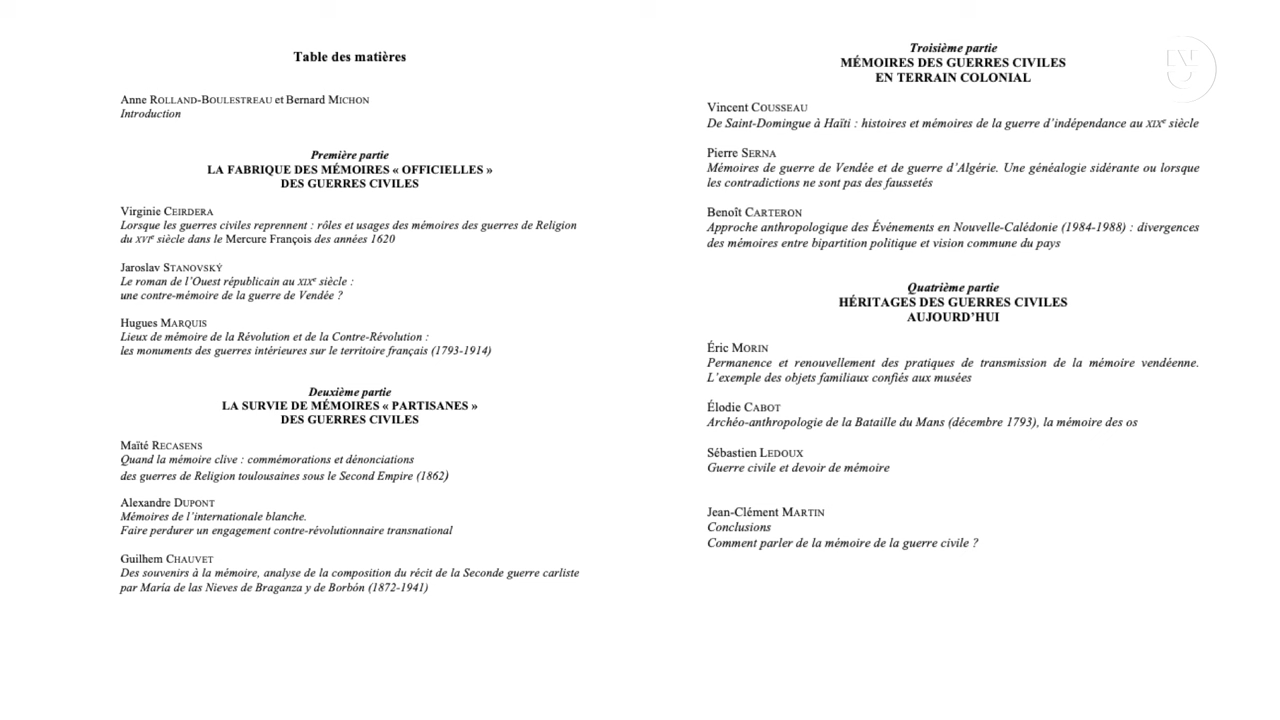 Table des matières
Anne ROLLAND-BOULESTREAU et Bernard MICHON
Introduction
Première partie
LA FABRIQUE DES MÉMOIRES « OFFICIELLES »
DES GUERRES CIVILES
Virginie CEIRDERA
Lorsque les guerres civiles reprennent : rôles et usages des mémoires des guerres de Religion
du XVIe siècle dans le Mercure François des années 1620
Jaroslav STANOVSKÝ
Le roman de l'Ouest républicain au XIXe siècle :
une contre-mémoire de la guerre de Vendée ?
Hugues MARQUIS
Lieux de mémoire de la Révolution et de la Contre-Révolution :
les monuments des guerres intérieures sur le territoire français (1793-1914)
Deuxième partie
LA SURVIE DE MÉMOIRES « PARTISANES »
DES GUERRES CIVILES
Maïté RECASENS
Quand la mémoire clive : commémorations et dénonciations
des guerres de Religion toulousaines sous le Second Empire (1862)
Alexandre DUPONT
Mémoires de l'internationale blanche.
Faire perdurer un engagement contre-révolutionnaire transnational
Guilhem CHAUVET
Des souvenirs à la mémoire, analyse de la composition du récit de la Seconde guerre carliste
par María de las Nieves de Braganza y de Borbón (1872-1941)
Troisième partie
MÉMOIRES DES GUERRES CIVILES
EN TERRAIN COLONIAL
Vincent COUSSEAU
De Saint-Domingue à Haïti : histoires et mémoires de la guerre d'indépendance au XIXe siècle
Pierre SERNA
Mémoires de guerre de Vendée et de guerre d'Algérie. Une généalogie sidérante ou lorsque
les contradictions ne sont pas des faussetés
Benoît CARTERON
Approche anthropologique des Événements en Nouvelle-Calédonie (1984-1988) : divergences
des mémoires entre bipartition politique et vision commune du pays
Quatrième partie
HÉRITAGES DES GUERRES CIVILES
AUJOURD'HUI
Éric MORIN
Permanence et renouvellement des pratiques de transmission de la mémoire vendéenne.
L'exemple des objets familiaux confiés aux musées
Élodie CABOT
Archéo-anthropologie de la Bataille du Mans (décembre 1793), la mémoire des os
Sébastien LEDOUX
Guerre civile et devoir de mémoire
Jean-Clément MARTIN
Conclusions
Comment parler de la mémoire de la guerre civile ?